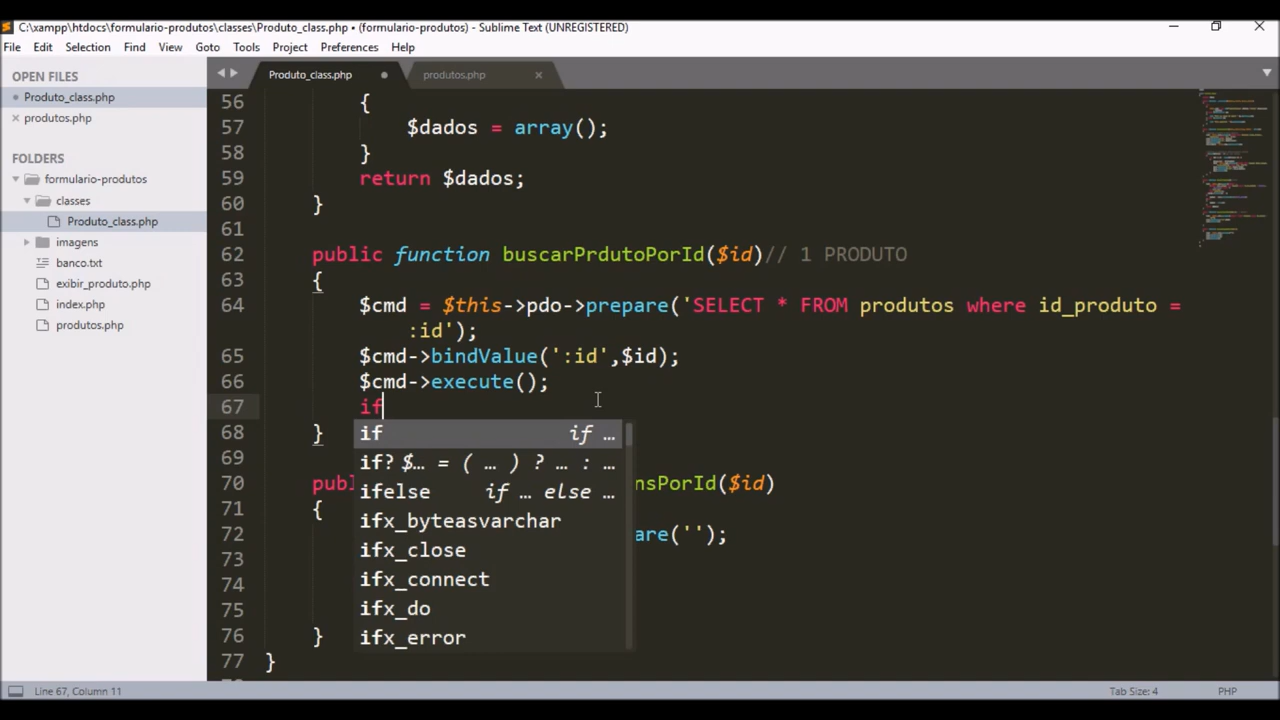 C:\xampp\htdocs\formulario-produtos\classes\Produto_class.php • (formulario-produtos) - Sublime Text (UNREGISTERED)
File Edit Selection Find View Goto Tools Project Preferences Help
OPEN FILES
Produto_class.php
produtos.php
FOLDERS
formulario-produtos
classes
Produto_class.php
imagens
banco.txt
exibir_produto.php
index.php
produtos.php
Produto_class.php produtos.php
56 {
57 $dados = array();
58 }
59 return $dados;
60 }
61
62 public function buscarPrdutoPorId($id)// 1 PRODUTO
63 {
64 $cmd = $this->pdo->prepare('SELECT * FROM produtos where id_produto =
:id');
65 $cmd->bindValue(':id',$id);
66 $cmd->execute();
67 if
68 }
69
70 publ nsPorId($id)
71 {
72 are('');
73
74
75
76 }
77 }
if if …
if? $… = ( … ) ? … : …
ifelse if … else …
ifx_byteasvarchar
ifx_close
ifx_connect
ifx_do
ifx_error
Line 67, Column 11 Tab Size: 4 PHP